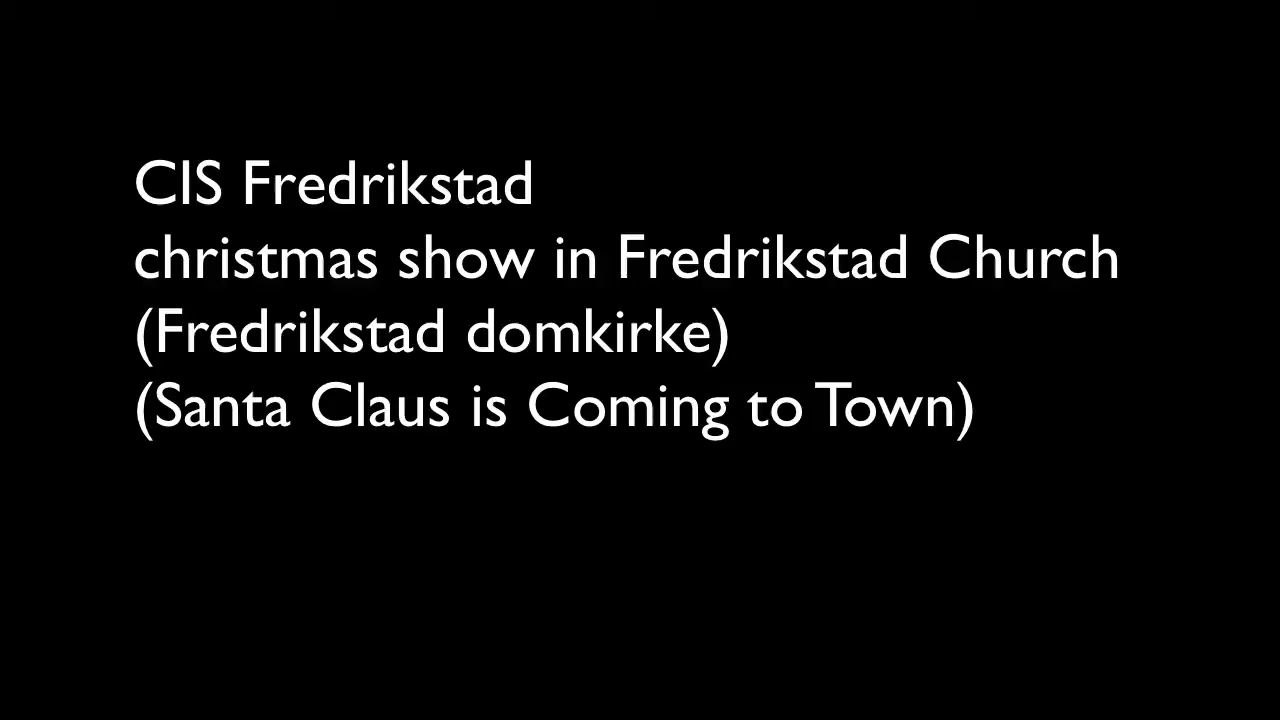 CIS Fredrikstad
christmas show in Fredrikstad Church
(Fredrikstad domkirke)
(Santa Claus is Coming to Town)